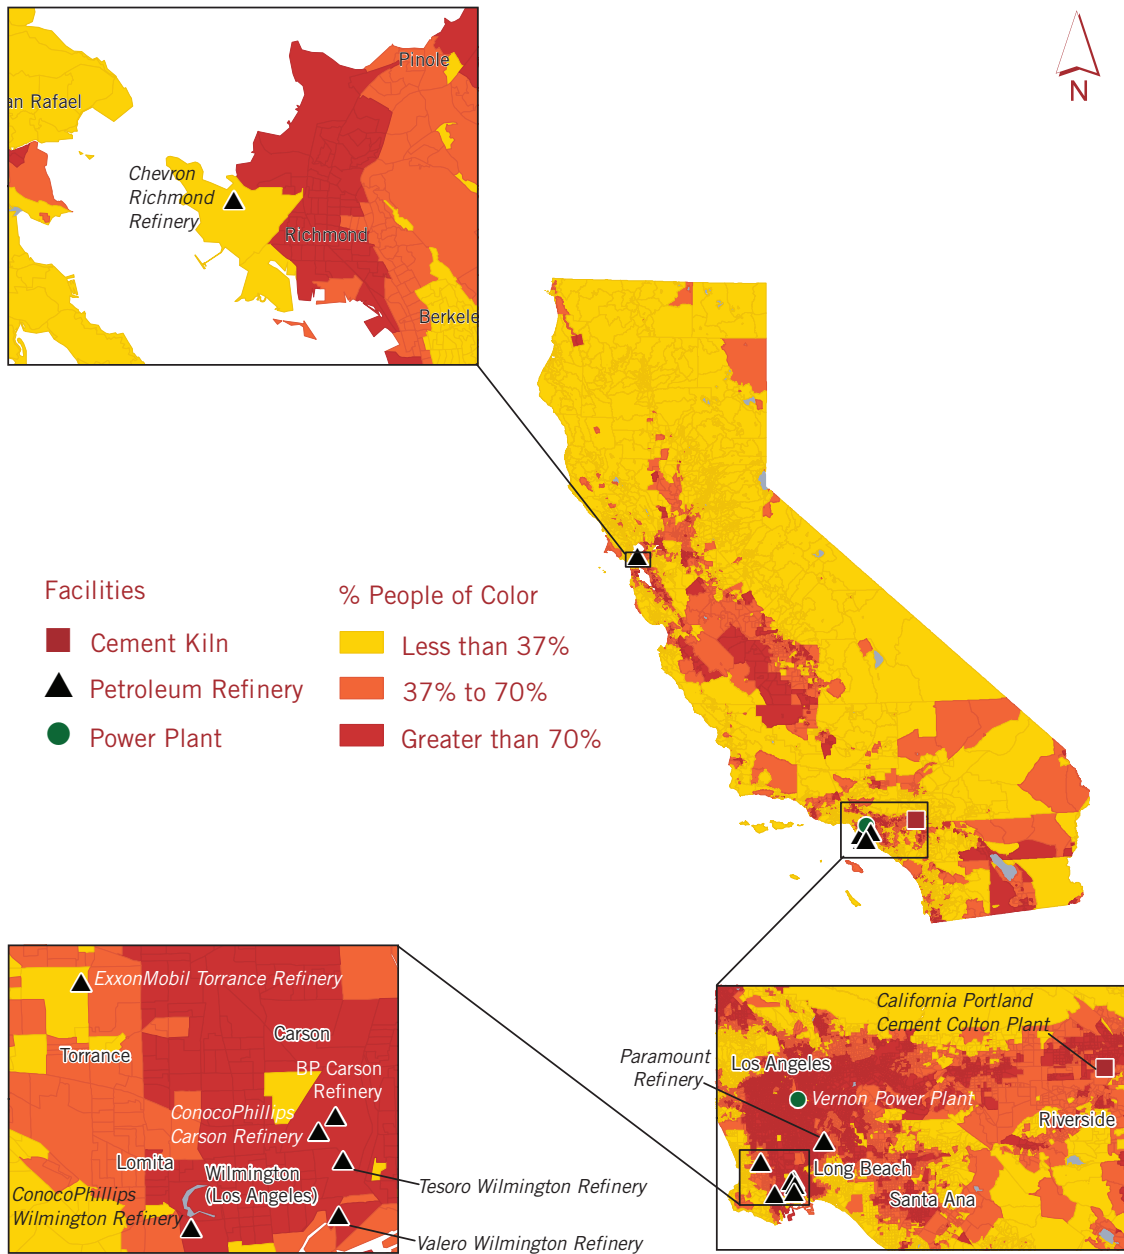 Pinole
an Rafael
Chevron
Richmond
Refinery
Richmond
Berkele
N
Facilities
Cement Kiln
Petroleum Refinery
Power Plant
% People of Color
Less than 37%
37% to 70%
Greater than 70%
ExxonMobil Torrance Refinery
Carson
Torrance
BP Carson
Refinery
ConocoPhillips
Carson Refinery
Lomita
Wilmington
(Los Angeles)
ConocoPhillips
Wilmington Refinery
Tesoro Wilmington Refinery
Valero Wilmington Refinery
California Portland
Cement Colton Plant
Paramount
Refinery
Los Angeles
Vernon Power Plant
Riverside
Long Beach
Santa Ana